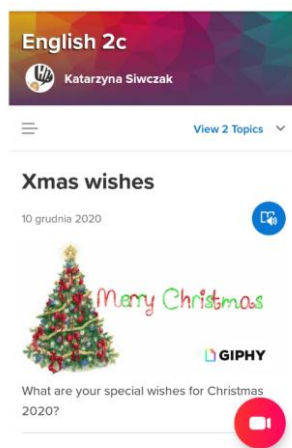 English 2c
Katarzyna Siwczak
View 2 Topics
Xmas wishes
10 grudnia 2020
Merry Christmas
GIPHY
What are your special wishes for Christmas
2020?